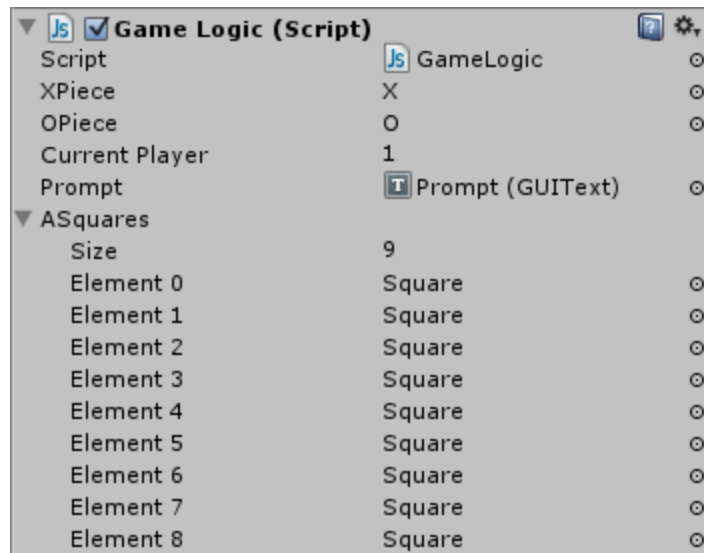 Js Game Logic (Script)
Script Js GameLogic
XPiece X
OPiece O
Current Player 1
Prompt T Prompt (GUIText)
ASquares
Size 9
Element 0 Square
Element 1 Square
Element 2 Square
Element 3 Square
Element 4 Square
Element 5 Square
Element 6 Square
Element 7 Square
Element 8 Square